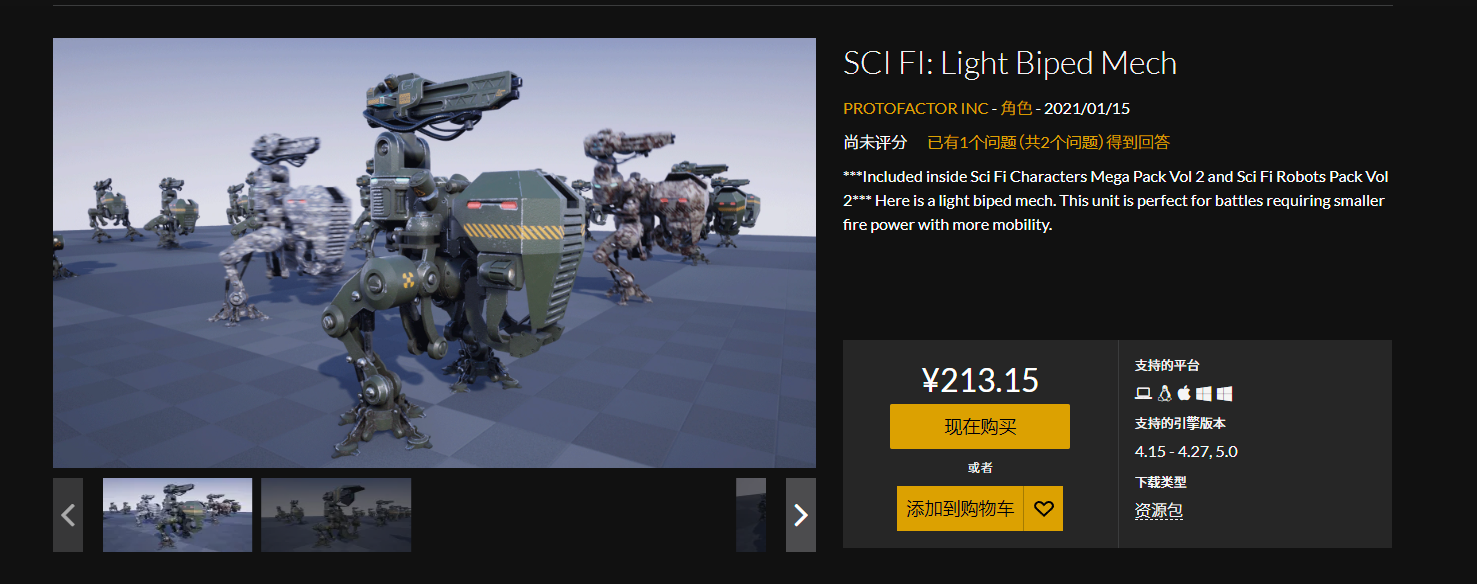 SCI FI: Light Biped Mech
PROTOFACTOR INC - 角色 - 2021/01/15
尚未评分 已有1个问题 (共2个问题) 得到回答
***Included inside Sci Fi Characters Mega Pack Vol 2 and Sci Fi Robots Pack Vol
2*** Here is a light biped mech. This unit is perfect for battles requiring smaller
fire power with more mobility.
¥213.15
现在购买
或者
添加到购物车
支持的平台
支持的引擎版本
4.15 - 4.27, 5.0
下载类型
资源包